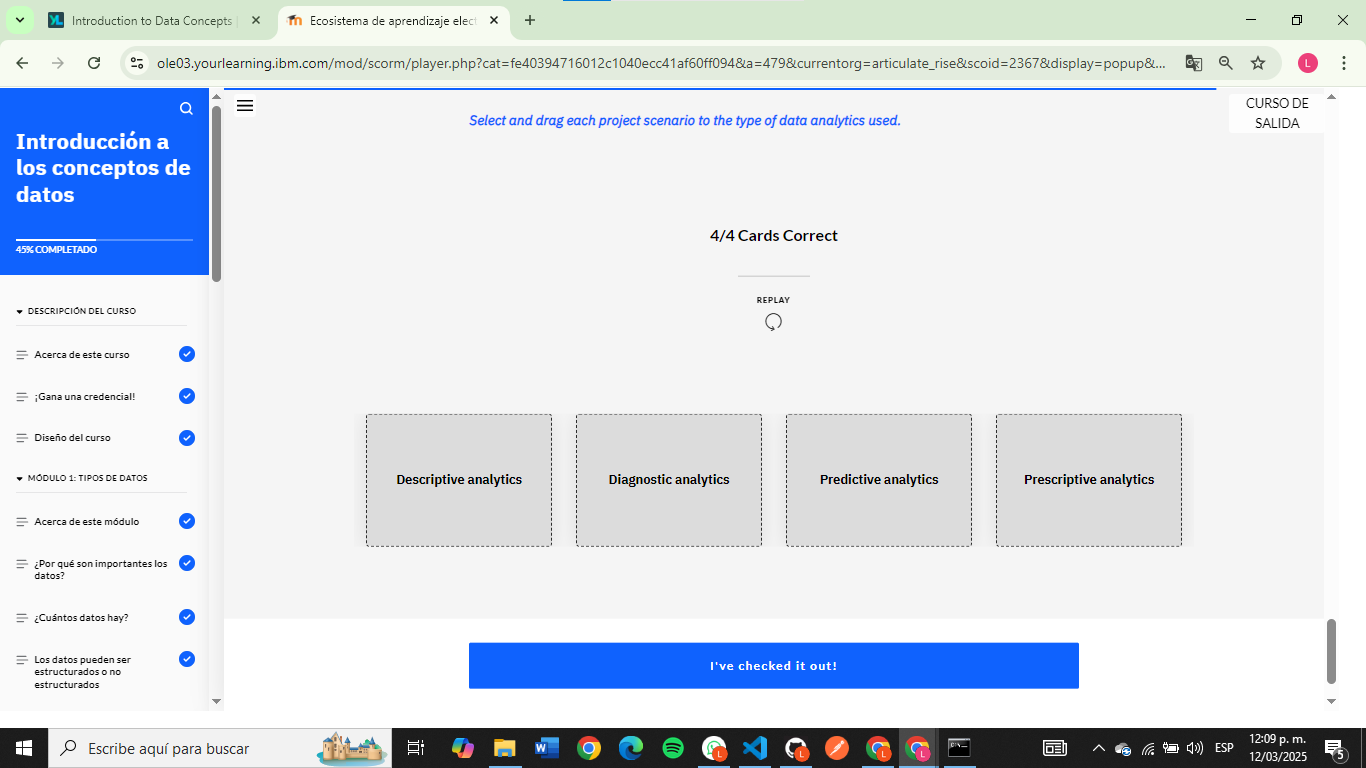 Introduction to Data Concepts
Ecosistema de aprendizaje elect
ole03.yourlearning.ibm.com/mod/scorm/player.php?cat=fe40394716012c1040ecc41af60ff094&a=479&currentorg=articulate_rise&scoid=2367&display=popup&...
L
Introducción a
los conceptos de
datos
45% COMPLETADO
DESCRIPCIÓN DEL CURSO
Acerca de este curso
¡Gana una credencial!
Diseño del curso
MÓDULO 1: TIPOS DE DATOS
Acerca de este módulo
¿Por qué son importantes los
datos?
¿Cuántos datos hay?
Los datos pueden ser
estructurados o no
estructurados
CURSO DE
SALIDA
Select and drag each project scenario to the type of data analytics used.
4/4 Cards Correct
REPLAY
Descriptive analytics
Diagnostic analytics
Predictive analytics
Prescriptive analytics
I've checked it out!
Escribe aquí para buscar
ESP
12:09 p. m.
12/03/2025
5